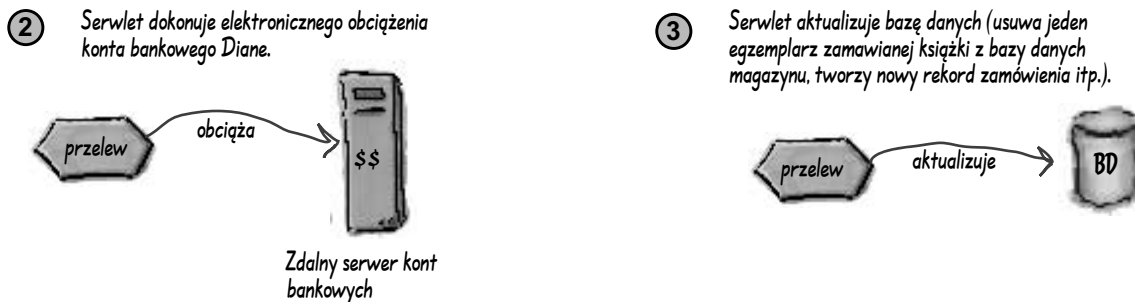 2
Serwlet dokonuje elektronicznego obciążenia
konta bankowego Diane.
przelew
obciąża
$$
Zdalny serwer kont
bankowych
3
Serwlet aktualizuje bazę danych (usuwa jeden
egzemplarz zamawianej książki z bazy danych
magazynu, tworzy nowy rekord zamówienia itp.).
przelew
aktualizuje
BD